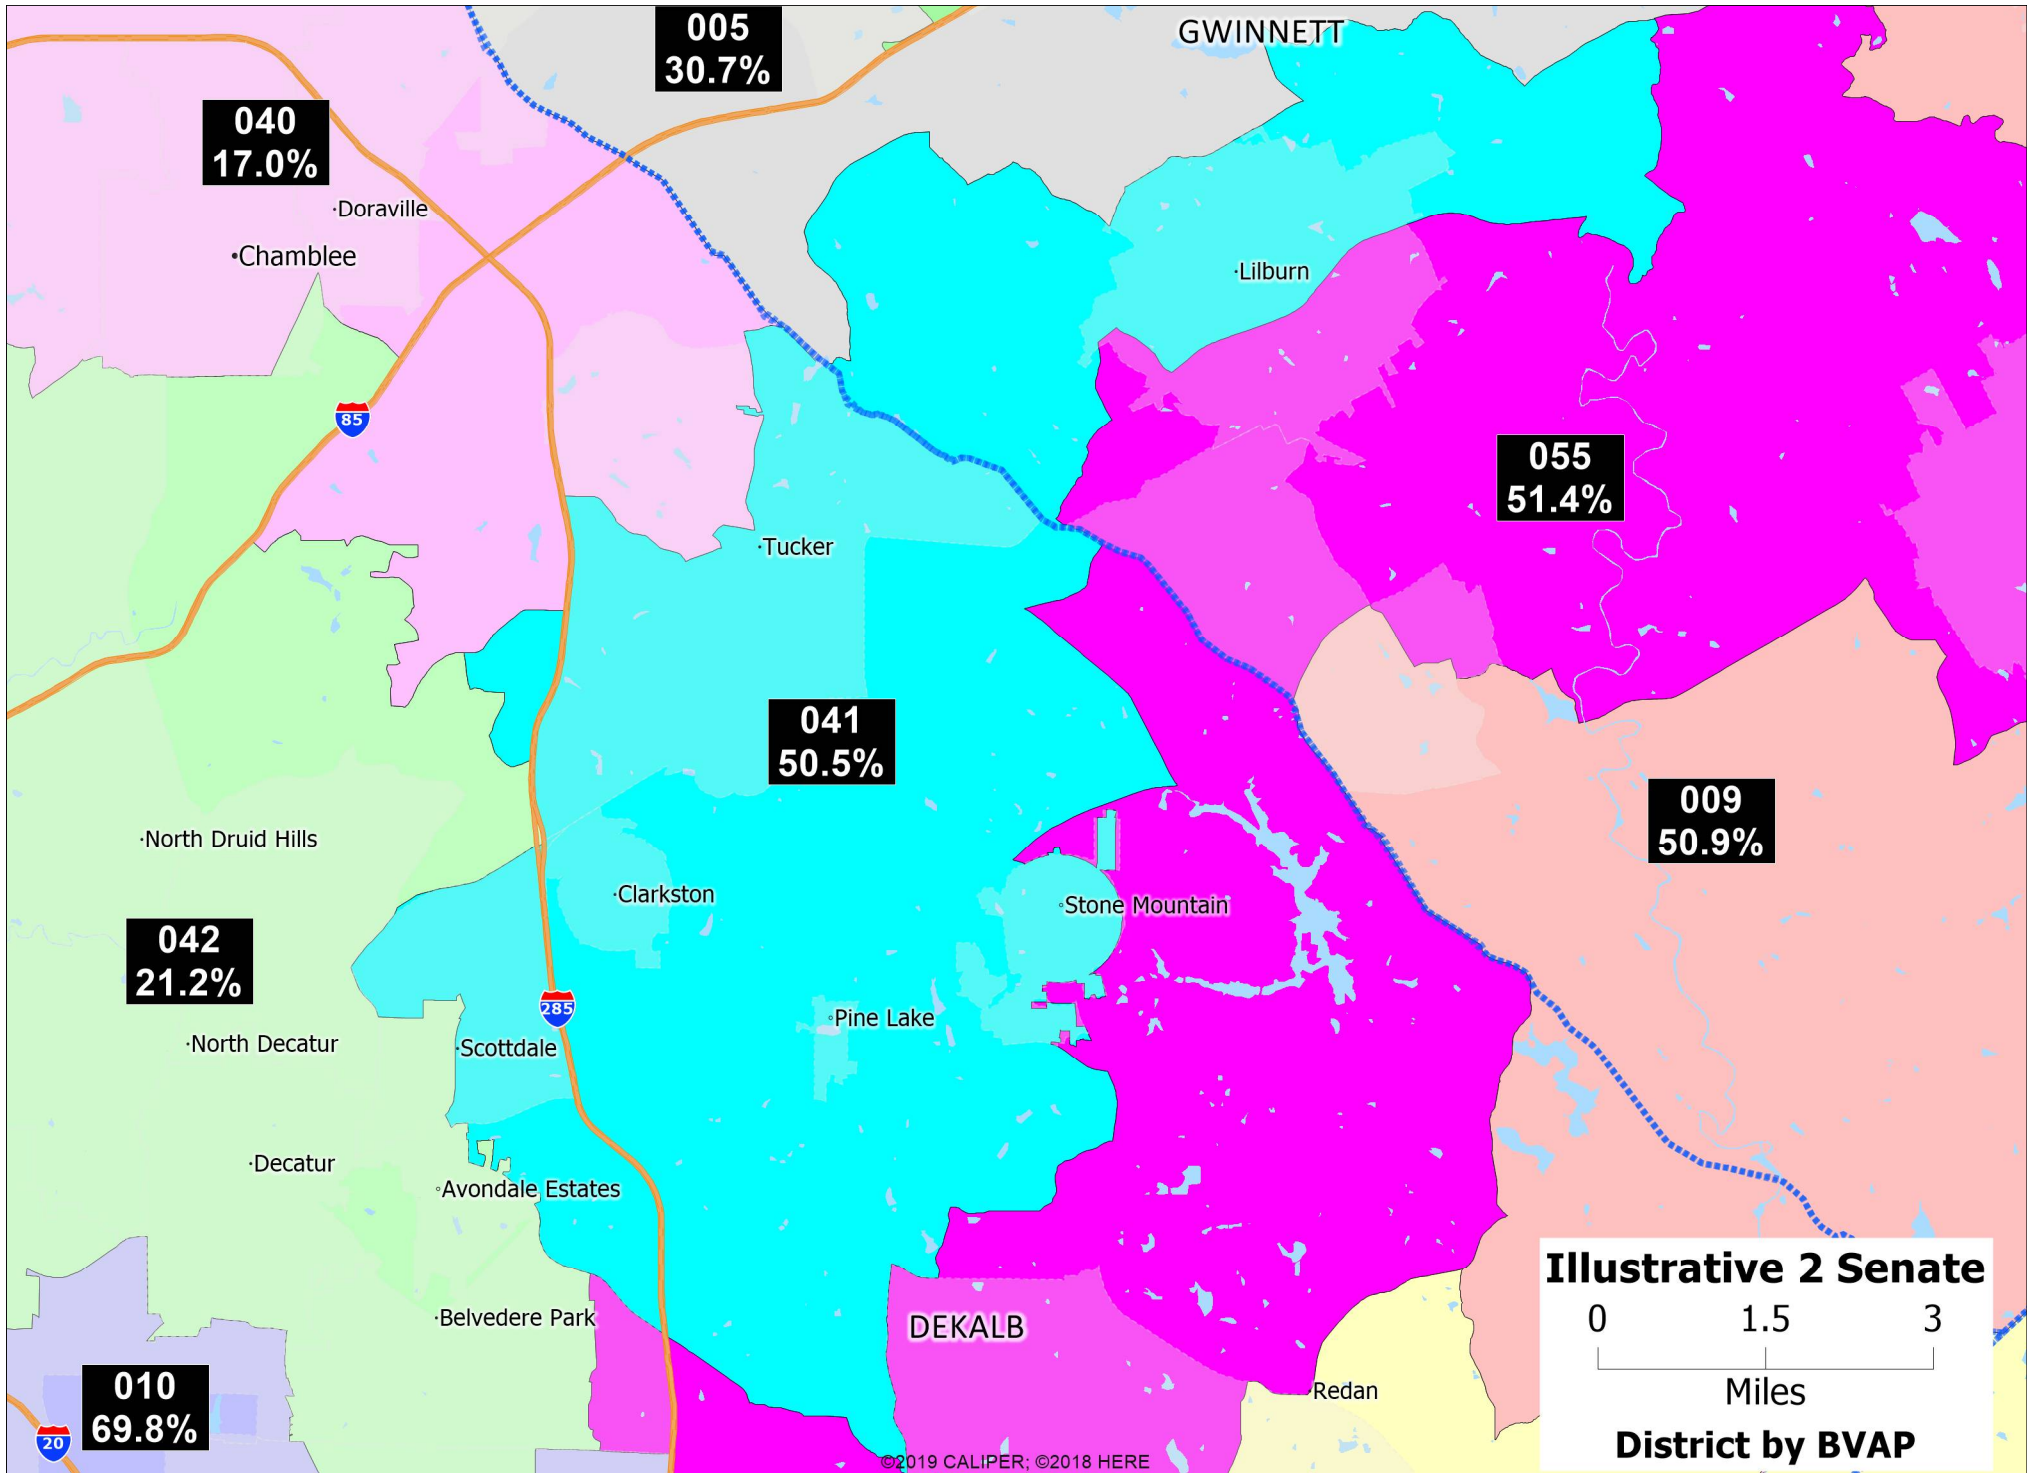 005
30.7%
GWINNETT
040
17.0%
Doraville
Chamblee
Lilburn
85
055
51.4%
Tucker
041
50.5%
009
50.9%
North Druid Hills
Clarkston
Stone Mountain
042
21.2%
285
Pine Lake
North Decatur
Scottdale
Decatur
Avondale Estates
Belvedere Park
DEKALB
Illustrative 2 Senate
0 1.5 3
Miles
District by BVAP
010
69.8%
Redan
20
©2019 CALIPER; ©2018 HERE